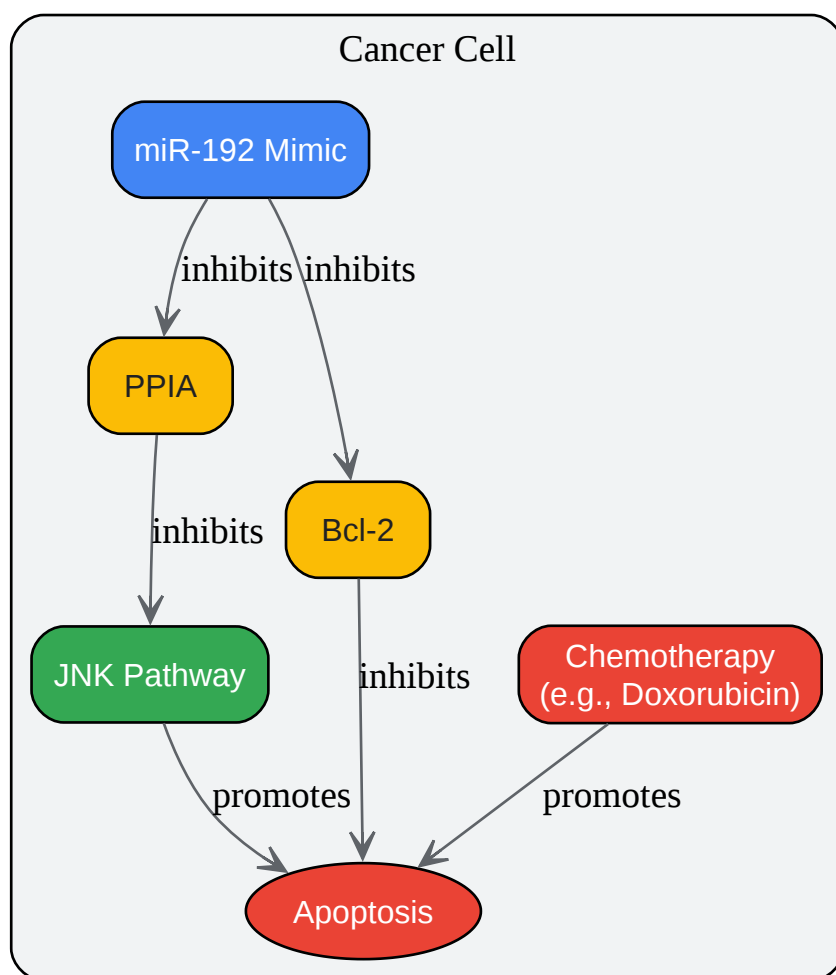 Cancer Cell
miR-192 Mimic
inhibits inhibits
PPIA
inhibits
Bcl-2
JNK Pathway
inhibits
Chemotherapy
(e.g., Doxorubicin)
promotes
promotes
Apoptosis